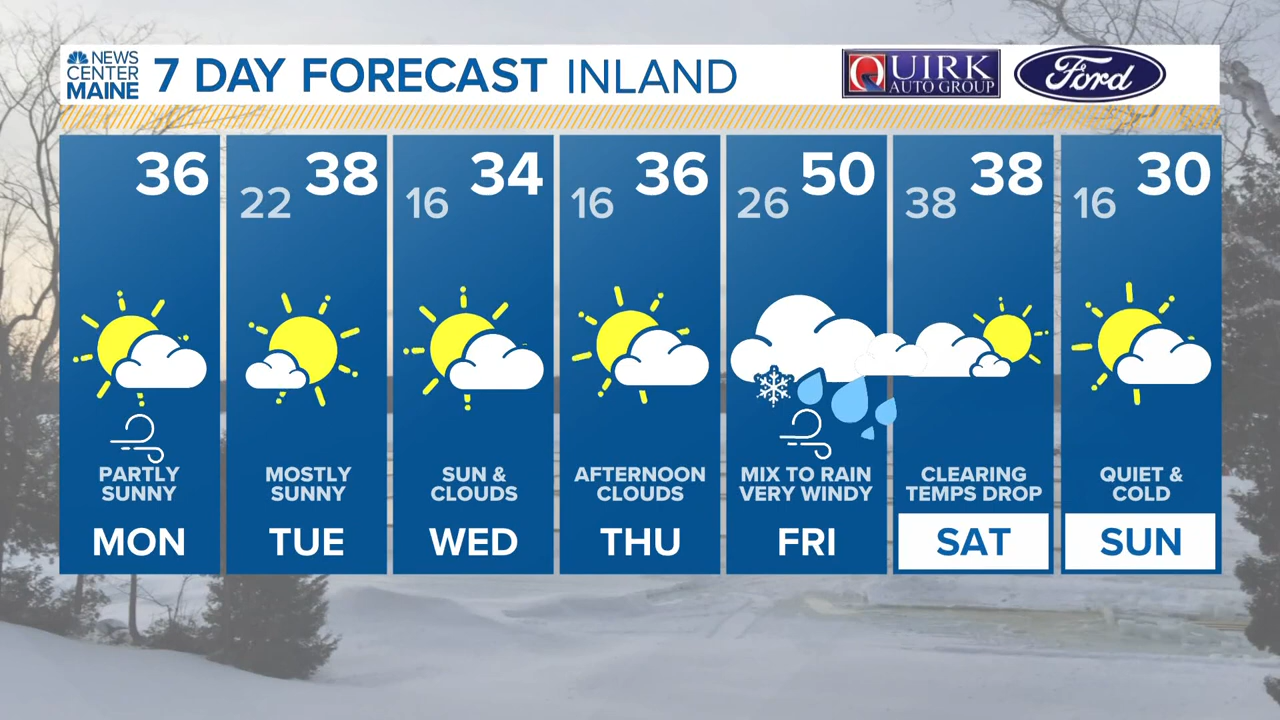 NEWS
CENTER
MAINE
7 DAY FORECAST INLAND
QUIRK
AUTO GROUP
Ford
36
22 38
16 34
16 36
26 50
38 38
16 30
PARTLY
SUNNY
MON
MOSTLY
SUNNY
TUE
SUN &
CLOUDS
WED
AFTERNOON
CLOUDS
THU
MIX TO RAIN
VERY WINDY
FRI
CLEARING
TEMPS DROP
SAT
QUIET &
COLD
SUN